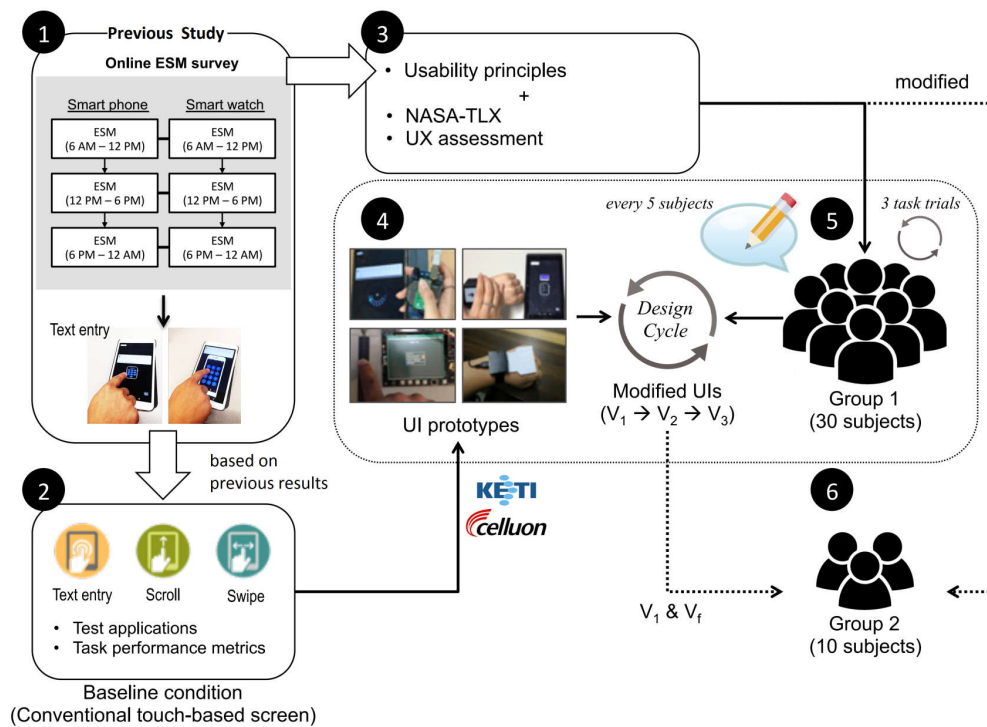 1
Previous Study
Online ESM survey
Smart phone
Smart watch
ESM
(6 AM – 12 PM)
ESM
(6 AM – 12 PM)
ESM
(12 PM – 6 PM)
ESM
(12 PM – 6 PM)
ESM
(6 PM – 12 AM)
ESM
(6 PM – 12 AM)
Text entry
based on
previous results
2
Text entry
Scroll
Swipe
• Test applications
• Task performance metrics
Baseline condition
(Conventional touch-based screen)
3
• Usability principles
+
• NASA-TLX
• UX assessment
modified
4
UI prototypes
KETI
celluon
every 5 subjects
Design
Cycle
Modified UIs
(V1 → V2 → V3)
5
3 task trials
Group 1
(30 subjects)
6
V1 & Vf
Group 2
(10 subjects)